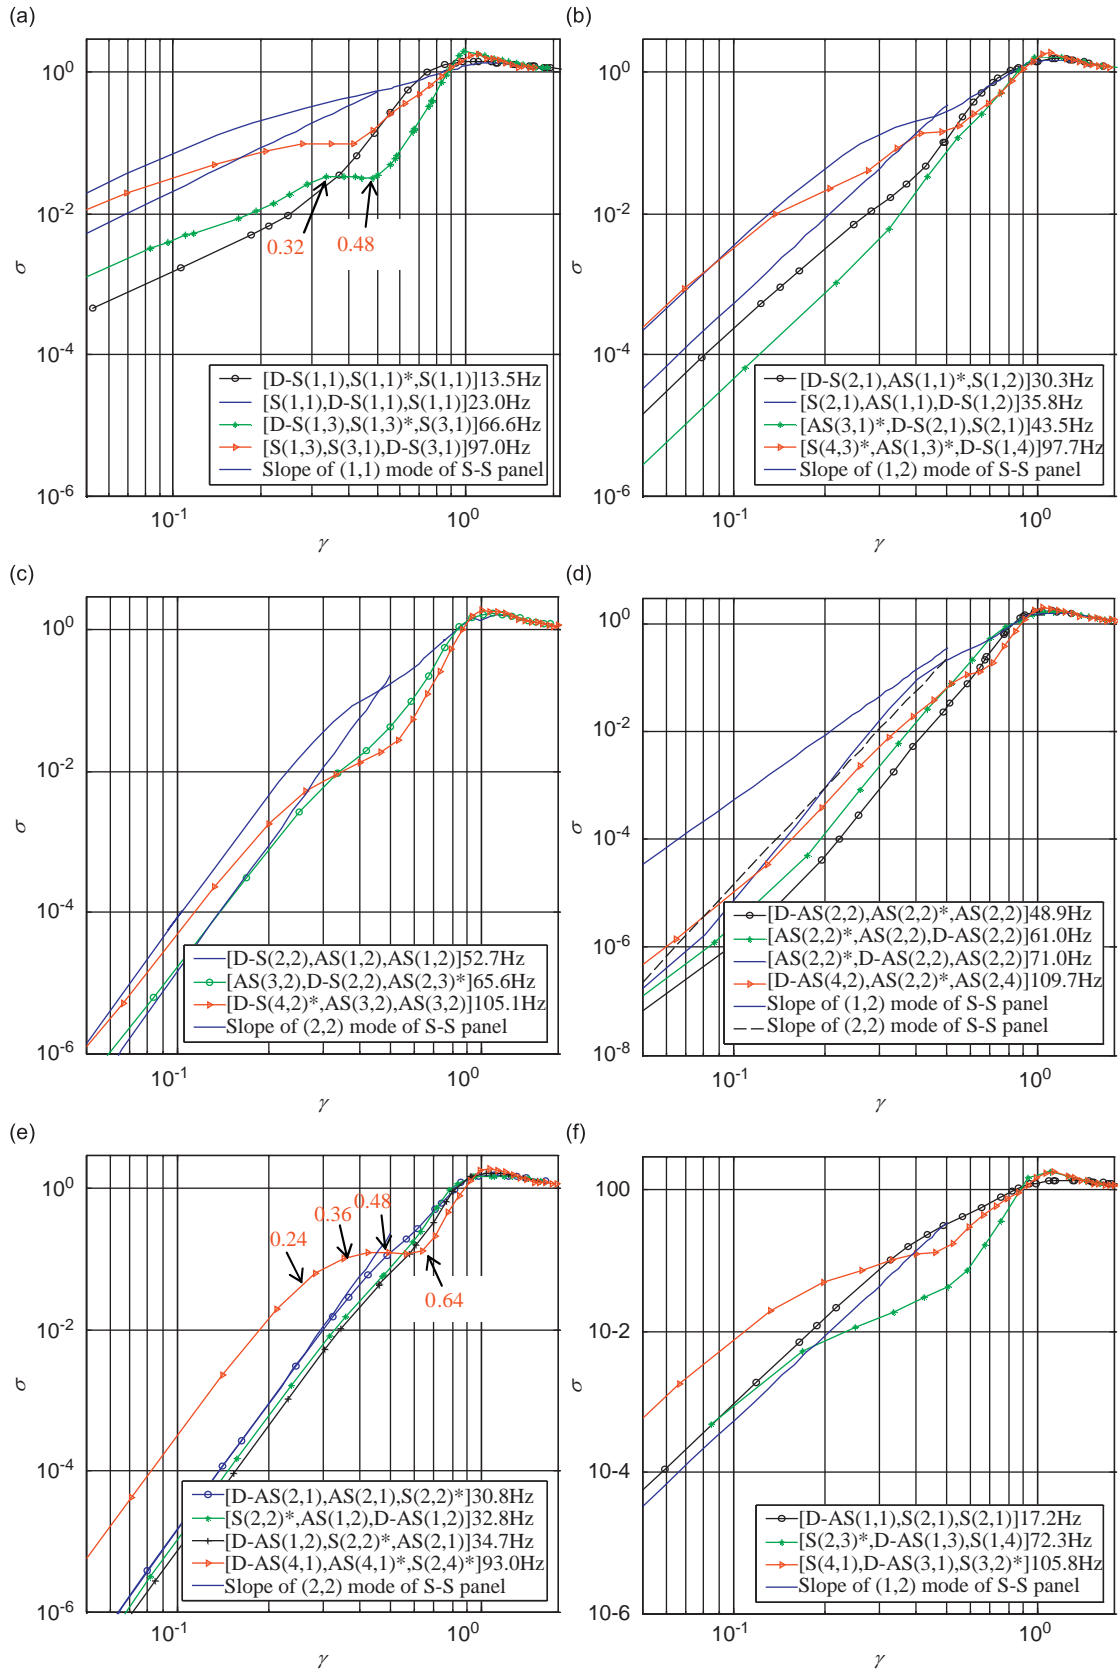 (a)
10^0
10^-2
10^-4
10^-6
σ
0.32
0.48
[D-S(1,1),S(1,1)*,S(1,1)]13.5Hz
[S(1,1),D-S(1,1),S(1,1)]23.0Hz
[D-S(1,3),S(1,3)*,S(3,1)]66.6Hz
[S(1,3),S(3,1),D-S(3,1)]97.0Hz
Slope of (1,1) mode of S-S panel
10^-1
10^0
γ
(b)
10^0
10^-2
10^-4
10^-6
σ
[D-S(2,1),AS(1,1)*,S(1,2)]30.3Hz
[S(2,1),AS(1,1),D-S(1,2)]35.8Hz
[AS(3,1)*,D-S(2,1),S(2,1)]43.5Hz
[S(4,3)*,AS(1,3)*,D-S(1,4)]97.7Hz
Slope of (1,2) mode of S-S panel
10^-1
10^0
γ
(c)
10^0
10^-2
10^-4
10^-6
σ
[D-S(2,2),AS(1,2),AS(1,2)]52.7Hz
[AS(3,2),D-S(2,2),AS(2,3)*]65.6Hz
[D-S(4,2)*,AS(3,2),AS(3,2)]105.1Hz
Slope of (2,2) mode of S-S panel
10^-1
10^0
γ
(d)
10^0
10^-2
10^-4
10^-6
10^-8
σ
[D-AS(2,2),AS(2,2)*,AS(2,2)]48.9Hz
[AS(2,2)*,AS(2,2),D-AS(2,2)]61.0Hz
[AS(2,2)*,D-AS(2,2),AS(2,2)]71.0Hz
[D-AS(4,2),AS(2,2)*,AS(2,4)]109.7Hz
Slope of (1,2) mode of S-S panel
Slope of (2,2) mode of S-S panel
10^-1
10^0
γ
(e)
10^0
10^-2
10^-4
10^-6
σ
0.24
0.36
0.48
0.64
[D-AS(2,1),AS(2,1),S(2,2)*]30.8Hz
[S(2,2)*,AS(1,2),D-AS(1,2)]32.8Hz
[D-AS(1,2),S(2,2)*,AS(2,1)]34.7Hz
[D-AS(4,1),AS(4,1)*,S(2,4)*]93.0Hz
Slope of (2,2) mode of S-S panel
10^-1
10^0
γ
(f)
100
10^-2
10^-4
10-6
σ
[D-AS(1,1),S(2,1),S(2,1)]17.2Hz
[S(2,3)*,D-AS(1,3),S(1,4)]72.3Hz
[S(4,1),D-AS(3,1),S(3,2)*]105.8Hz
Slope of (1,2) mode of S-S panel
10^-1
10^0
γ